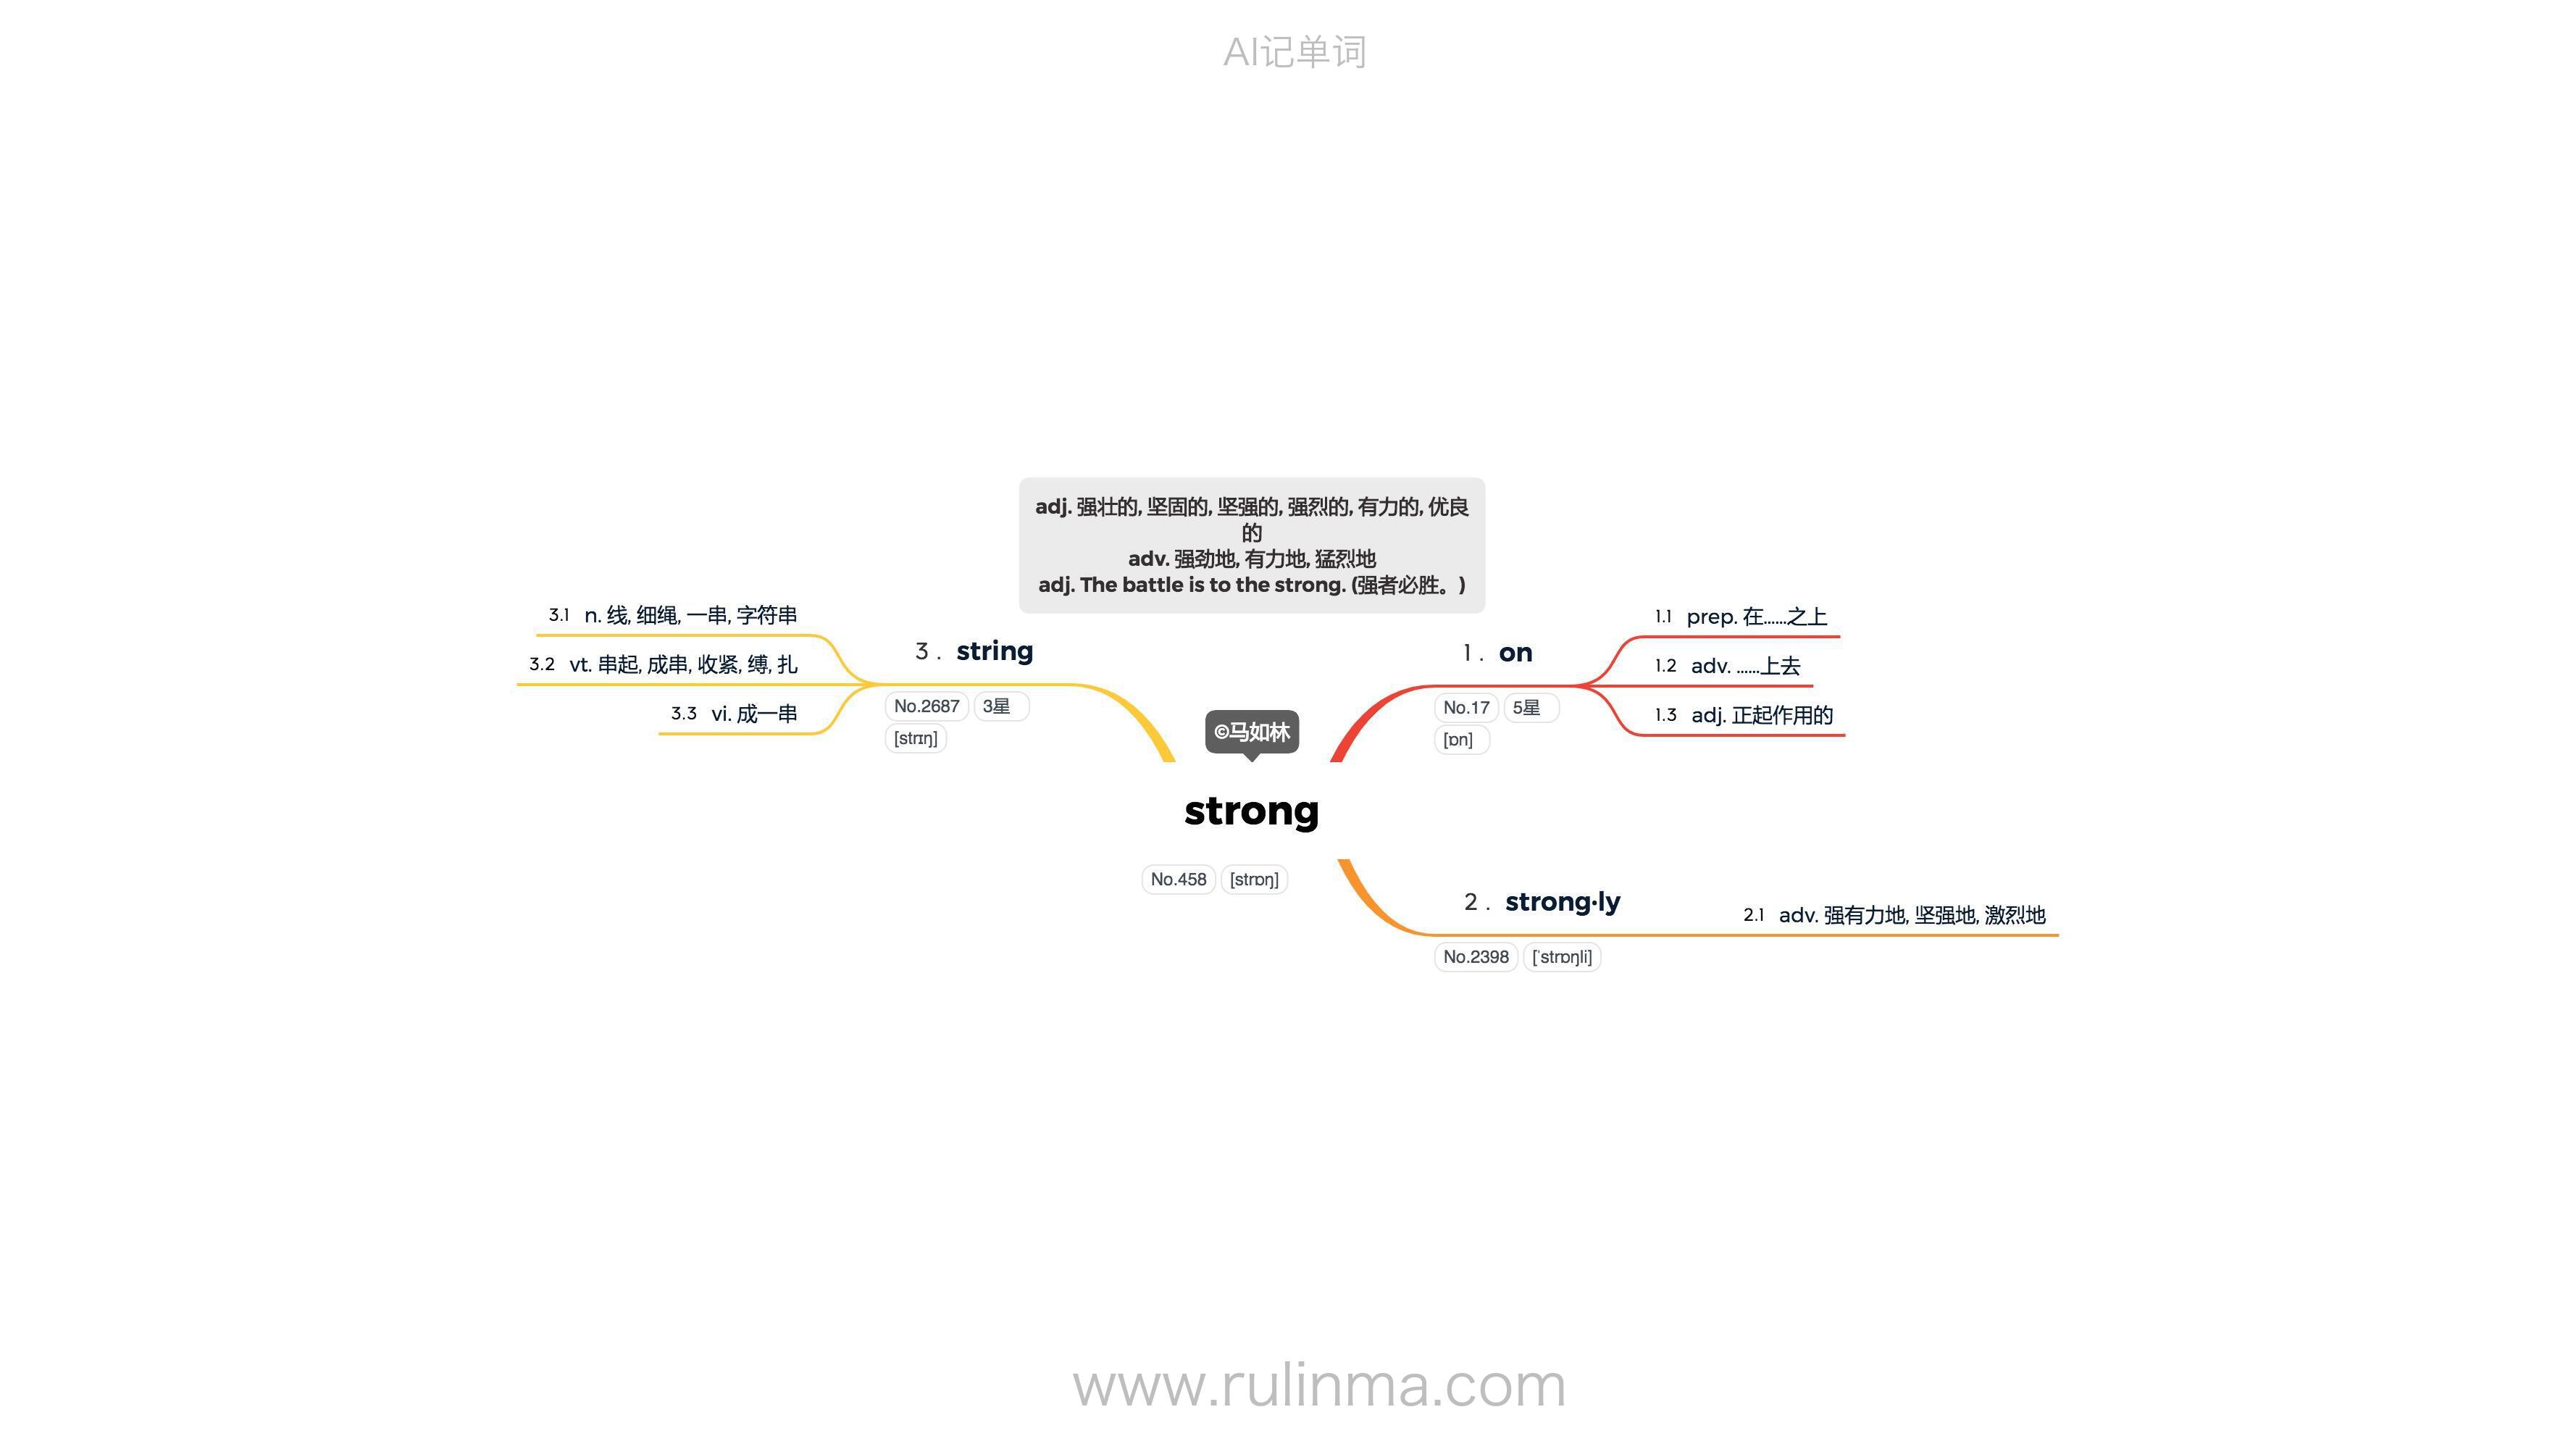 AI记单词
adj. 强壮的, 坚固的, 坚强的, 强烈的, 有力的, 优良
的
adv. 强劲地, 有力地, 猛烈地
adj. The battle is to the strong. (强者必胜。)
©马如林
strong
No.458 [strɒŋ]
1 . on
No.17 5星
[ɒn]
1.1 prep. 在……之上
1.2 adv. ……上去
1.3 adj. 正起作用的
2 . strong·ly
No.2398 [ˈstrɒŋli]
2.1 adv. 强有力地, 坚强地, 激烈地
3 . string
No.2687 3星
[strɪŋ]
3.1 n. 线, 细绳, 一串, 字符串
3.2 vt. 串起, 成串, 收紧, 缚, 扎
3.3 vi. 成一串
www.rulinma.com